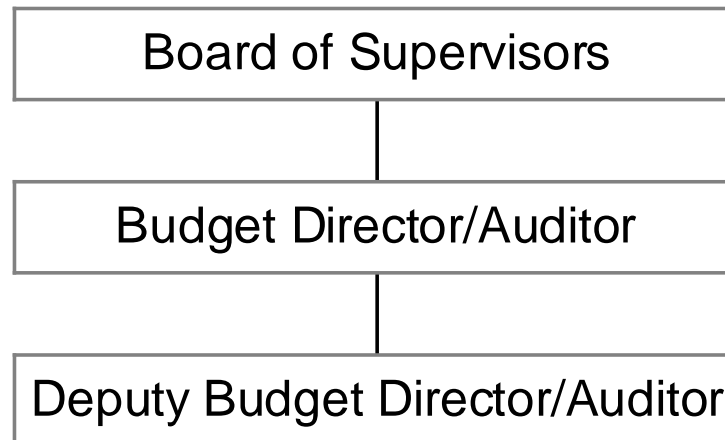 Board of Supervisors
Budget Director/Auditor
Deputy Budget Director/Auditor